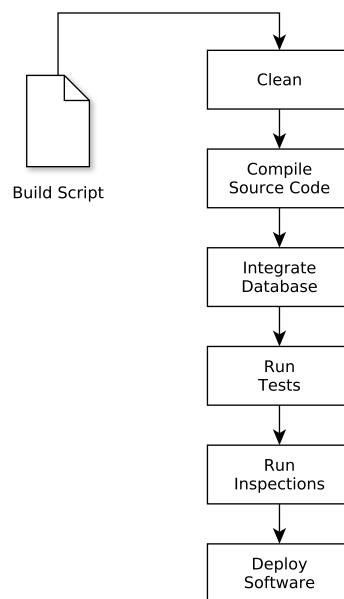 Clean
Build Script
Compile
Source Code
Integrate
Database
Run
Tests
Run
Inspections
Deploy
Software